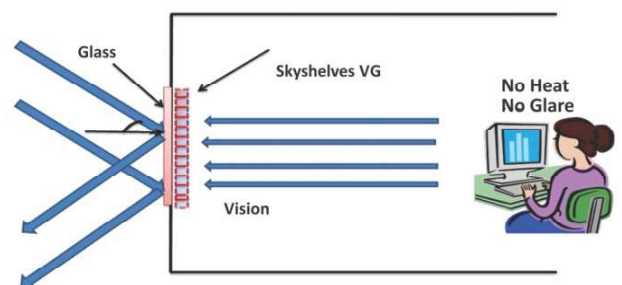 Glass
Skyshelves VG
No Heat
No Glare
Vision